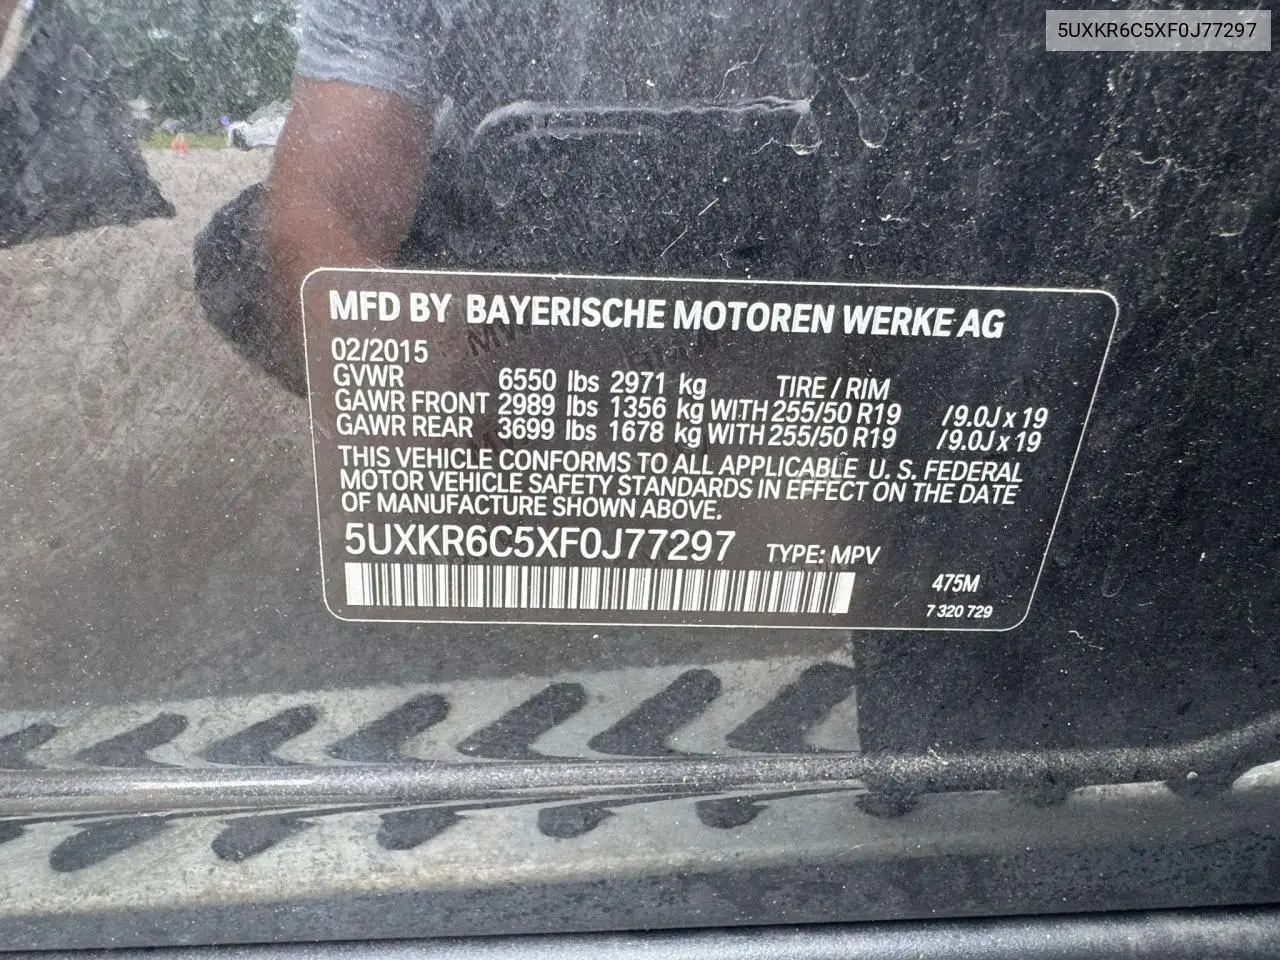 5UXKR6C5XF0J77297
MFD BY BAYERISCHE MOTOREN WERKE AG
02/2015
GVWR 6550 lbs 2971 kg TIRE / RIM
GAWR FRONT 2989 lbs 1356 kg WITH 255/50 R19 /9.0J x 19
GAWR REAR 3699 lbs 1678 kg WITH 255/50 R19 /9.0J x 19
THIS VEHICLE CONFORMS TO ALL APPLICABLE U. S. FEDERAL
MOTOR VEHICLE SAFETY STANDARDS IN EFFECT ON THE DATE
OF MANUFACTURE SHOWN ABOVE.
5UXKR6C5XF0J77297 TYPE: MPV
475M
7 320 729